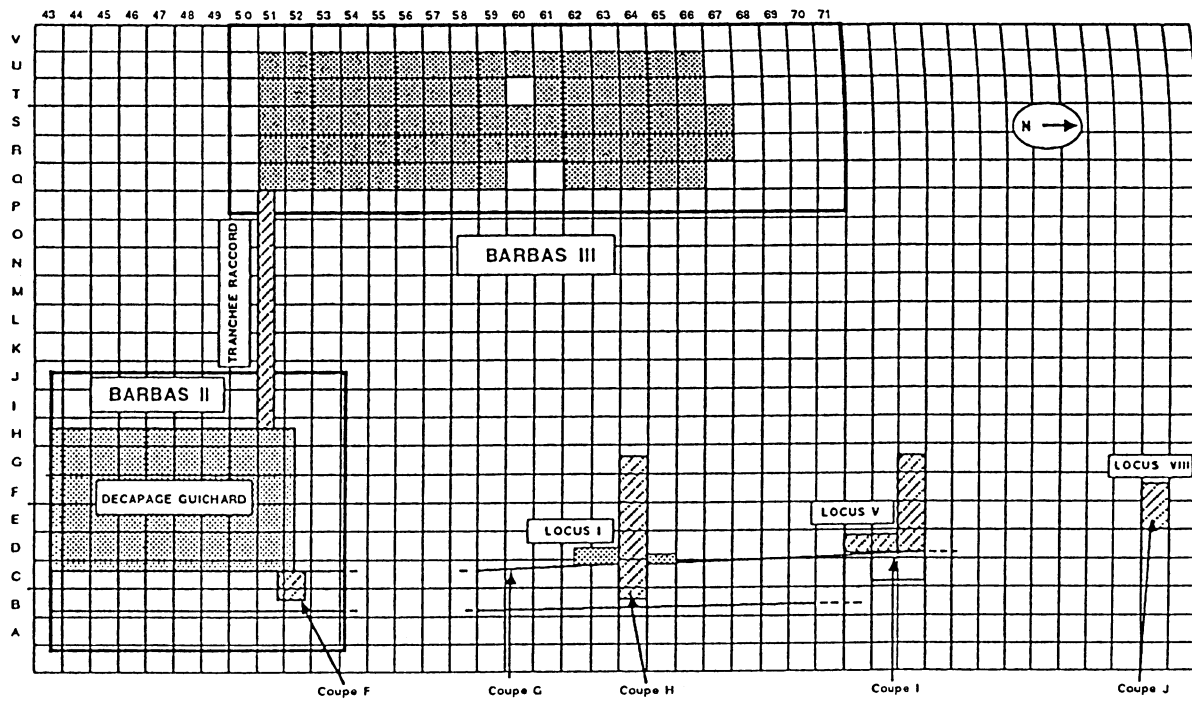 43 44 45 46 47 48 49 50 51 52 53 54 55 56 57 58 59 60 61 62 63 64 65 66 67 68 69 70 71
V
U
T
S
R
Q
P
O
N
M
L
K
J
I
H
G
F
E
D
C
B
A
N
TRANCHEE RACCORD
BARBAS III
BARBAS II
DECAPAGE GUICHARD
LOCUS I
LOCUS V
LOCUS VIII
Coupe F
Coupe G
Coupe H
Coupe I
Coupe J